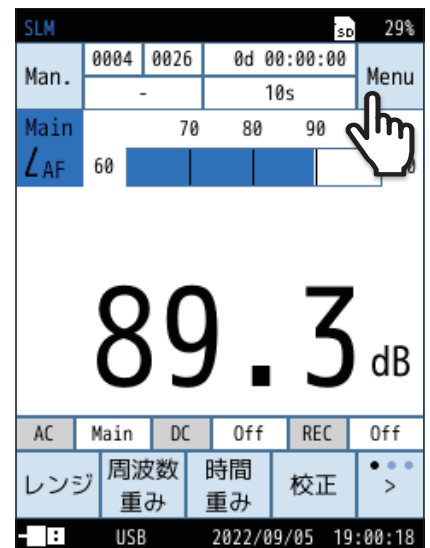 SLM SD 29%
Man. 0004 0026 0d 00:00:00 Menu
- 10s
Main 70 80 90
LAF 60
89.3 dB
AC Main DC Off REC Off
レンジ 周波数重み 時間重み 校正 >
USB 2022/09/05 19:00:18